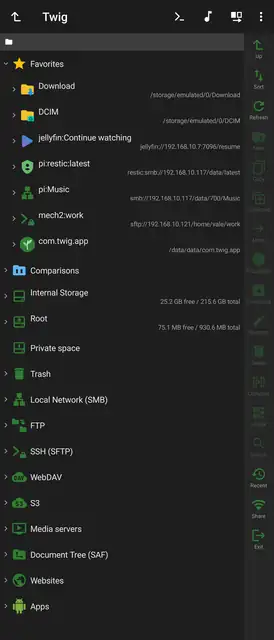 Twig
Favorites
Download
/storage/emulated/0/Download
DCIM
/storage/emulated/0/DCIM
jellyfin:Continue watching
jellyfin://192.168.10.7:7096/resume
pi:restic:latest
restic:smb://192.168.10.117/data/latest
pi:Music
smb://192.168.10.117/data/700/Music
mech2:work
sftp://192.168.10.121/home/vale/work
com.twig.app
/data/data/com.twig.app
Comparisons
Internal Storage
25.2 GB free / 215.6 GB total
Root
75.1 MB free / 930.6 MB total
Private space
Trash
Local Network (SMB)
FTP
SSH (SFTP)
WebDAV
S3
Media servers
Document Tree (SAF)
Websites
Apps
Up
Sort
Refresh
Recent
Share
Exit